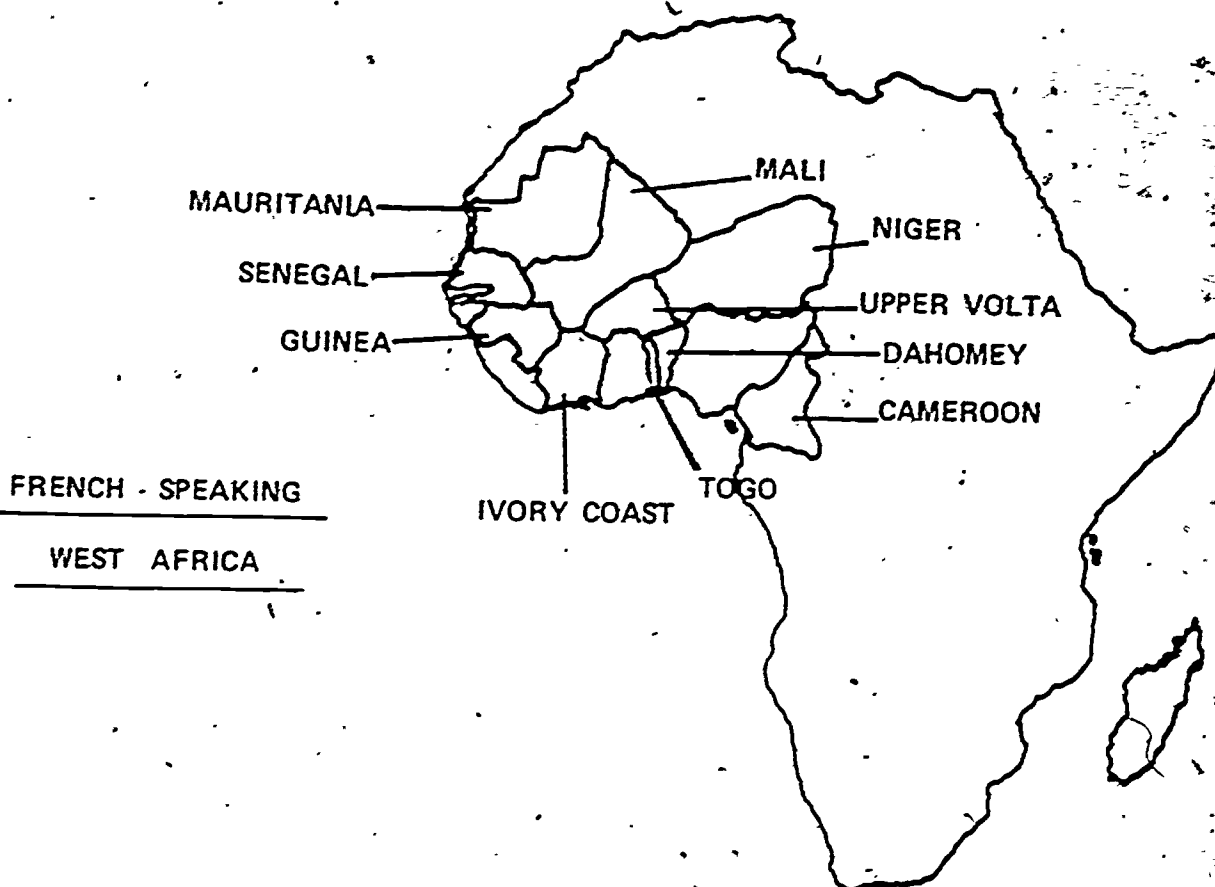 MALI
MAURITANIA
NIGER
SENEGAL
UPPER VOLTA
GUINEA
DAHOMEY
CAMEROON
TOGO
IVORY COAST
FRENCH - SPEAKING
WEST AFRICA